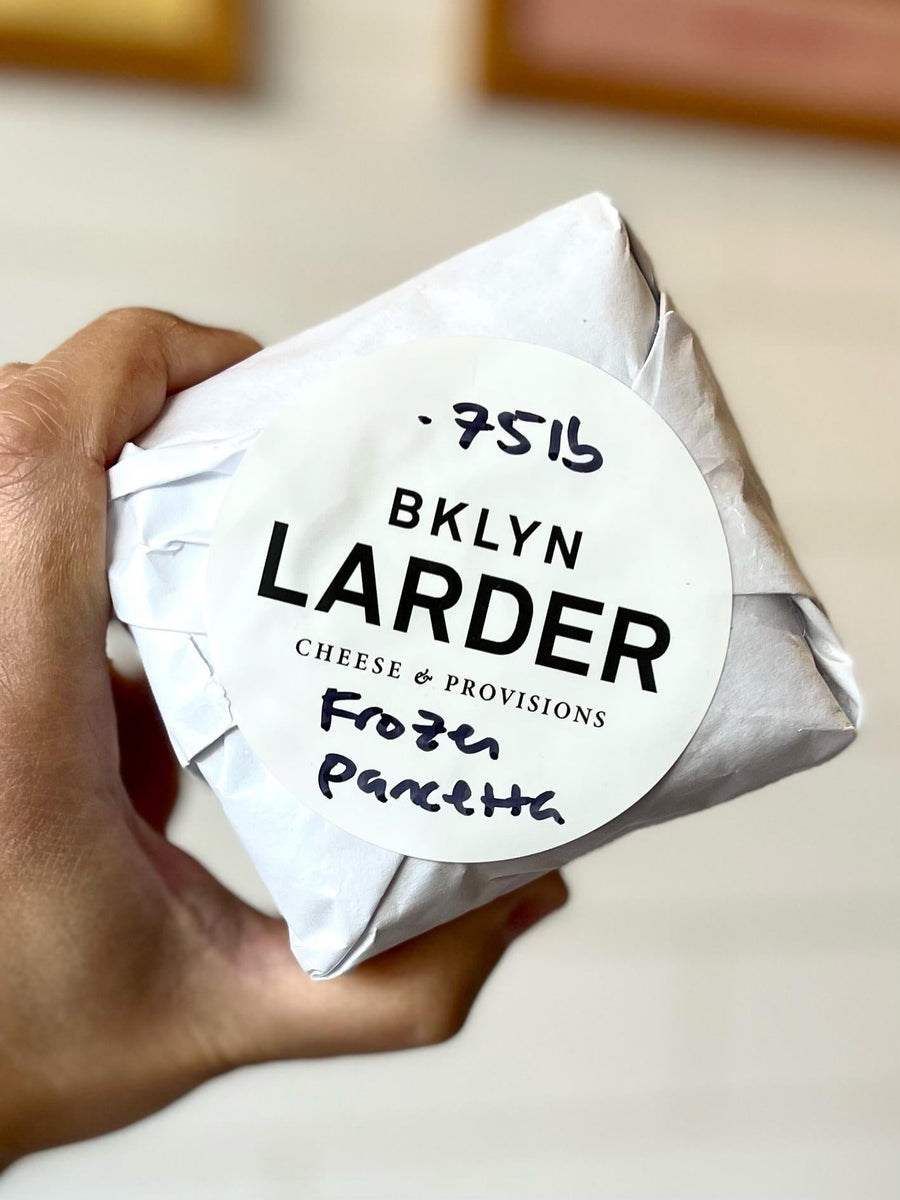 .75lb
BKLYN
LARDER
CHEESE & PROVISIONS
Frozen
pancetta